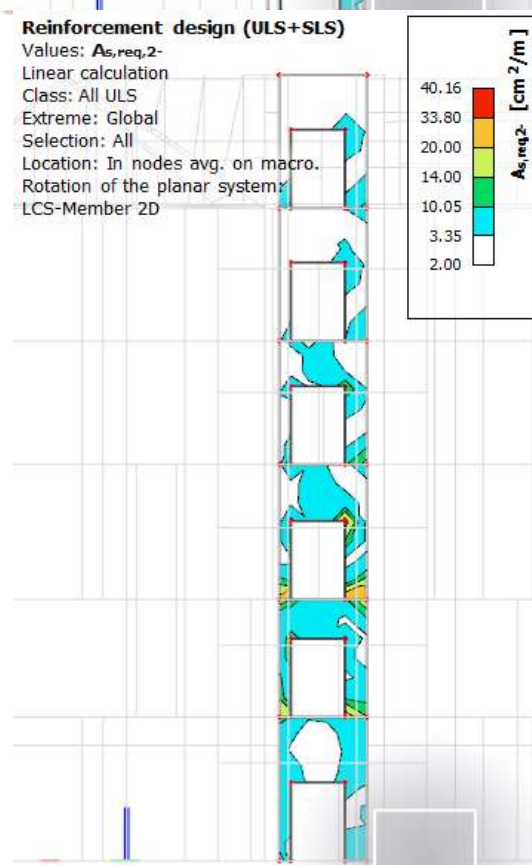 Reinforcement design (ULS+SLS)
Values: As,req,2-
Linear calculation
Class: All ULS
Extreme: Global
Selection: All
Location: In nodes avg. on macro.
Rotation of the planar system:
LCS-Member 2D
As,req,2- [cm²/m]
40.16
33.80
20.00
14.00
10.05
3.35
2.00